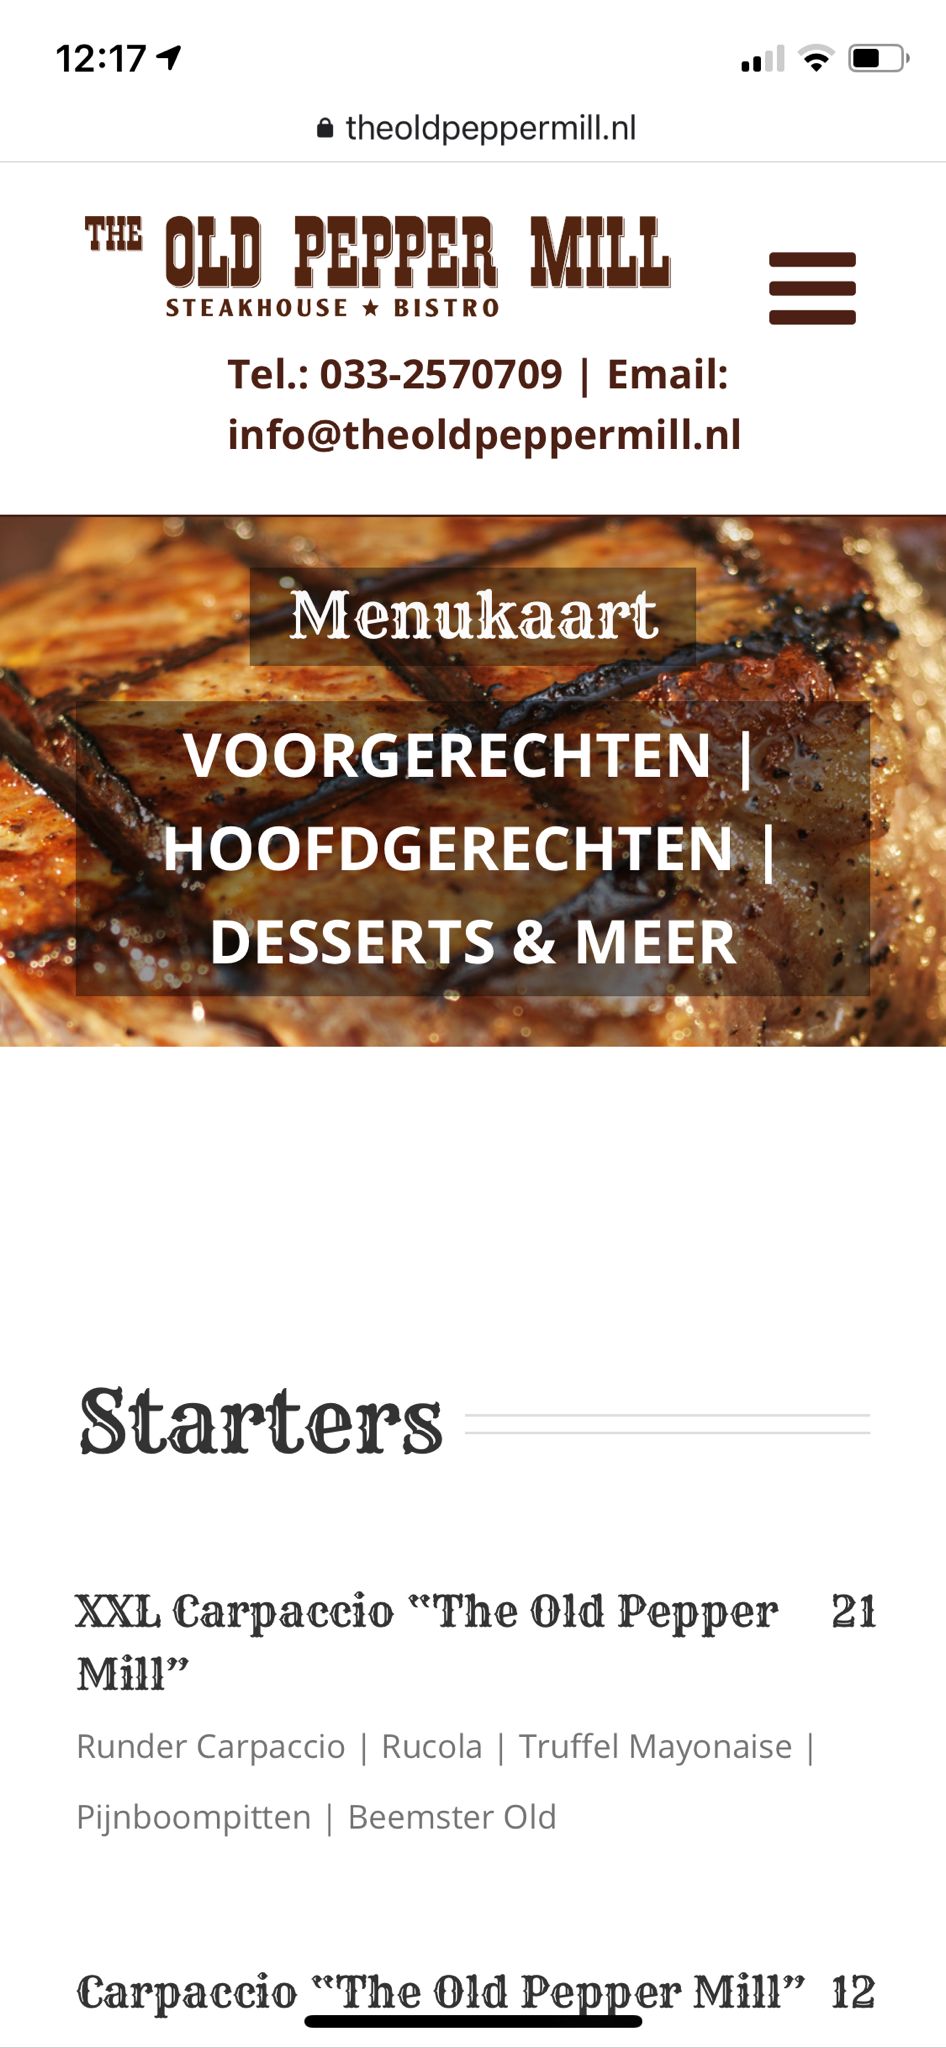 12:17
theoldpeppermill.nl
THE OLD PEPPER MILL
STEAKHOUSE ★ BISTRO
Tel.: 033-2570709 | Email:
info@theoldpeppermill.nl
Menukaart
VOORGERECHTEN |
HOOFDGERECHTEN |
DESSERTS & MEER
Starters
XXL Carpaccio “The Old Pepper 21
Mill”
Runder Carpaccio | Rucola | Truffel Mayonaise |
Pijnboompitten | Beemster Old
Carpaccio “The Old Pepper Mill” 12